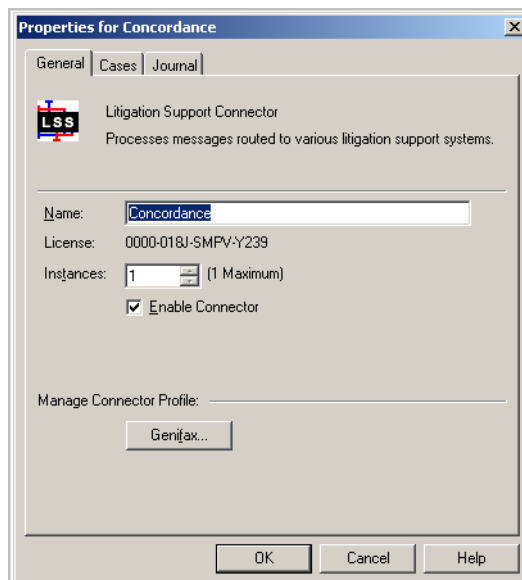 Properties for Concordance
General Cases Journal
LSS
Litigation Support Connector
Processes messages routed to various litigation support systems.
Name: Concordance
License: 0000-018J-SMPV-Y239
Instances: 1 (1 Maximum)
Enable Connector
Manage Connector Profile:
Genifax...
OK Cancel Help